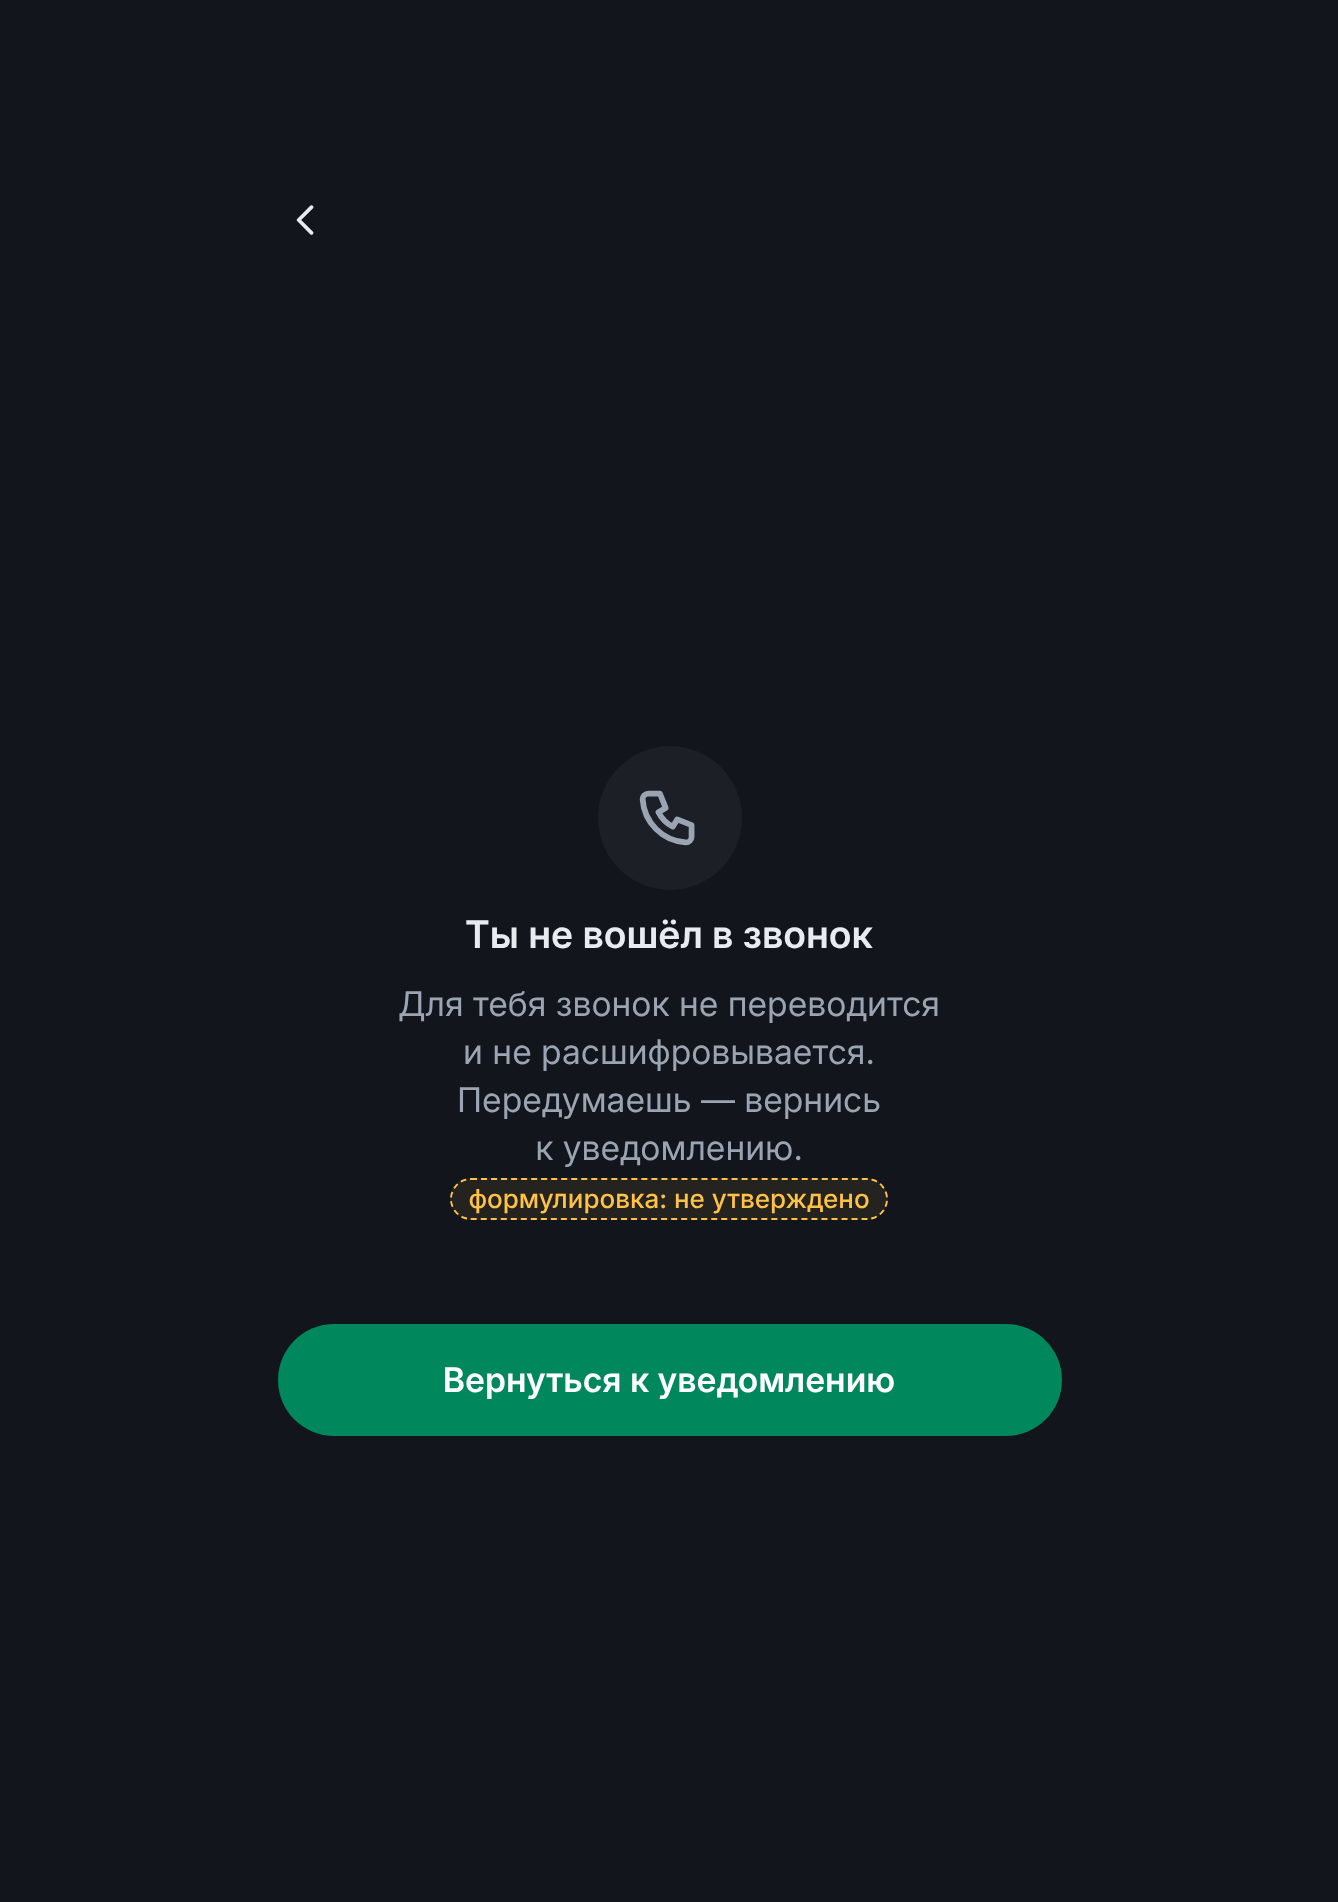 Ты не вошёл в звонок
Для тебя звонок не переводится
и не расшифровывается.
Передумаешь — вернись
к уведомлению.
формулировка: не утверждено
Вернуться к уведомлению